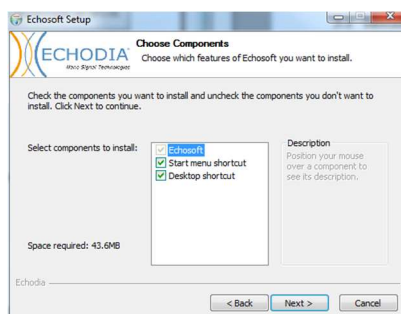 Echosoft Setup
ECHODIA
Choose Components
Choose which features of Echosoft you want to install.
Check the components you want to install and uncheck the components you don't want to
install. Click Next to continue.
Select components to install:
Echosoft
Start menu shortcut
Desktop shortcut
Description
Position your mouse
over a component to
see its description.
Space required: 43.6MB
Echodia
< Back
Next >
Cancel